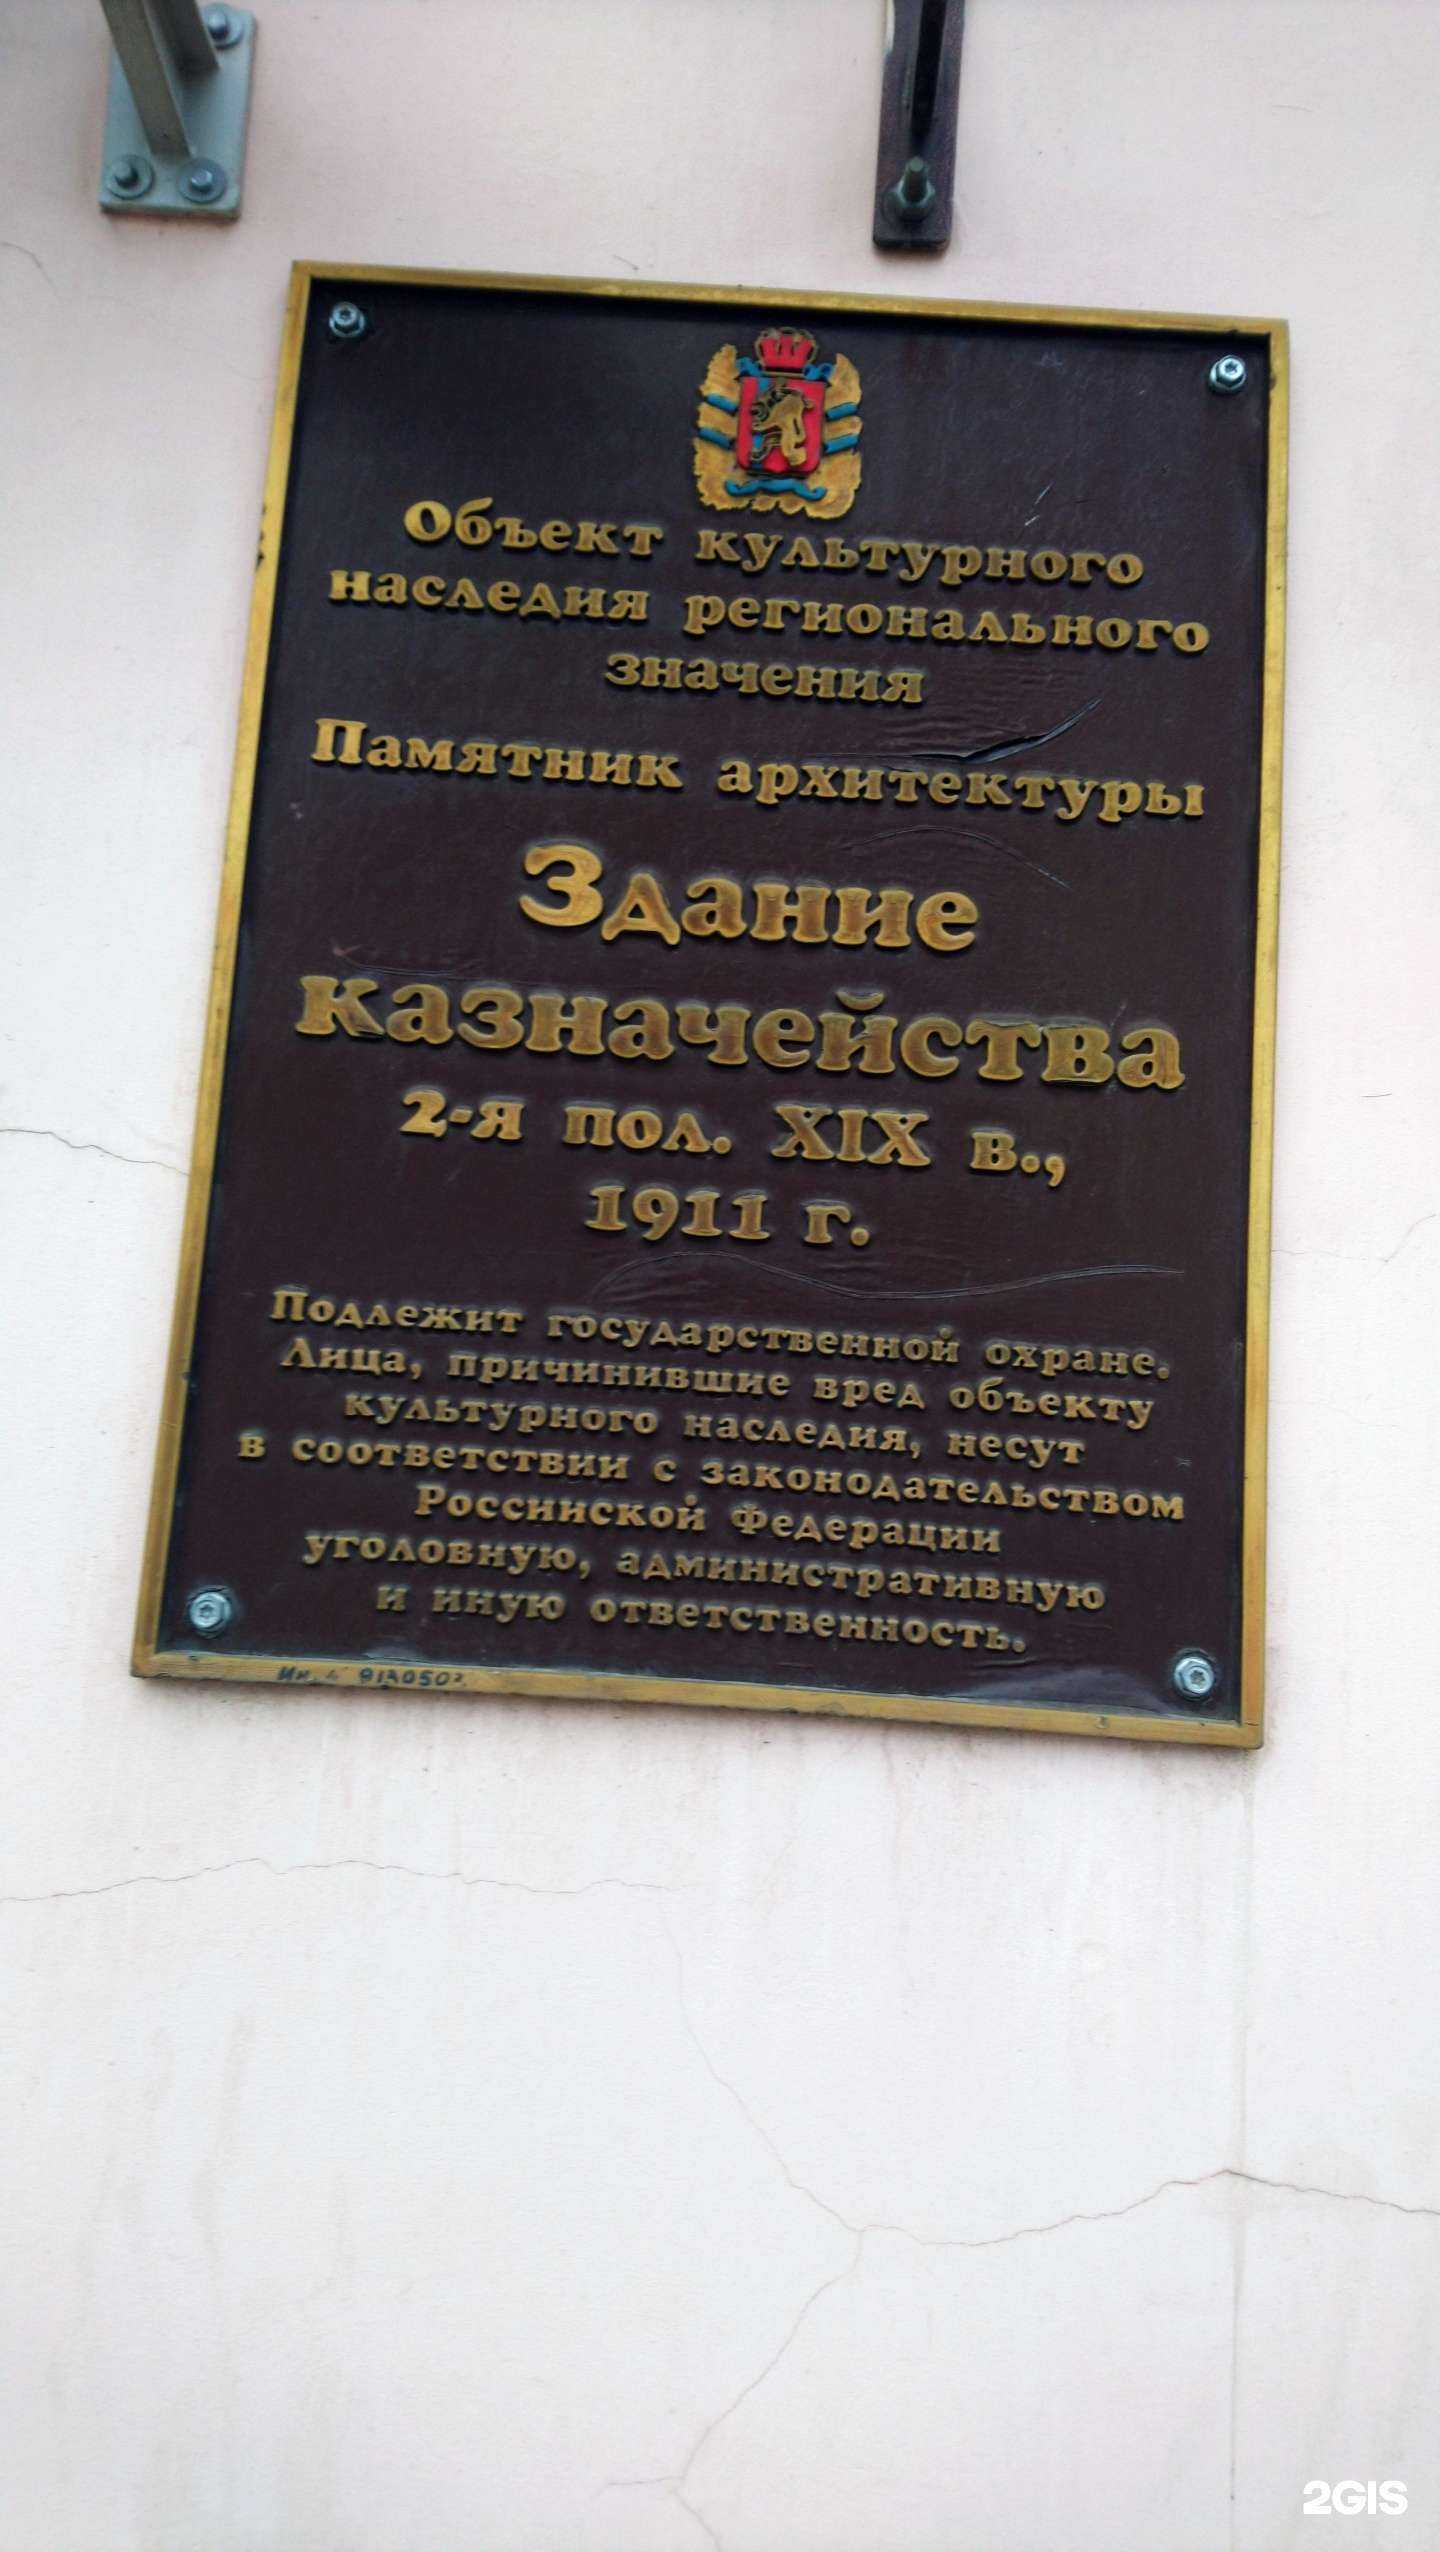 Объект культурного
наследия регионального
значения
Памятник архитектуры
Здание
казначейства
2-я пол. XIX в.,
1911 г.
Подлежит государственной охране.
Лица, причинившие вред объекту
культурного наследия, несут
в соответствии с законодательством
Российской Федерации
уголовную, административную
и иную ответственность.
2GIS